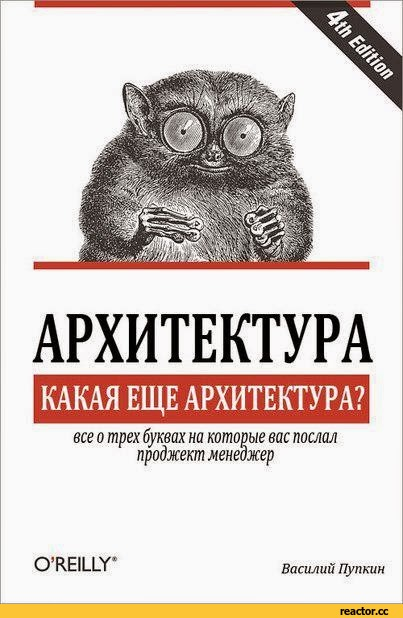 4th Edition
АРХИТЕКТУРА
КАКАЯ ЕЩЕ АРХИТЕКТУРА?
все о трех буквах на которые вас послал
проджект менеджер
O'REILLY®
Василий Пупкин
reactor.cc